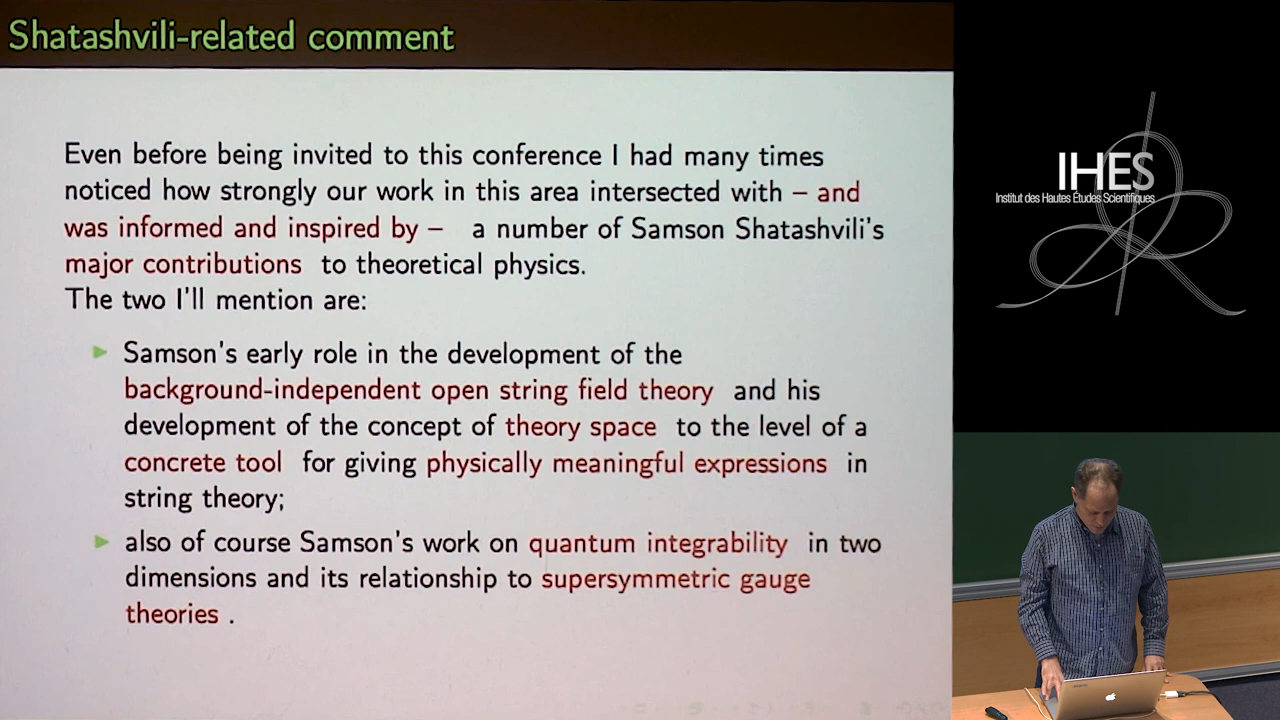 Shatashvili-related comment
Even before being invited to this conference I had many times
noticed how strongly our work in this area intersected with – and
was informed and inspired by – a number of Samson Shatashvili's
major contributions to theoretical physics.
The two I'll mention are:
Samson's early role in the development of the
background-independent open string field theory and his
development of the concept of theory space to the level of a
concrete tool for giving physically meaningful expressions in
string theory;
also of course Samson's work on quantum integrability in two
dimensions and its relationship to supersymmetric gauge
theories .
IHES
Institut des Hautes Études Scientifiques